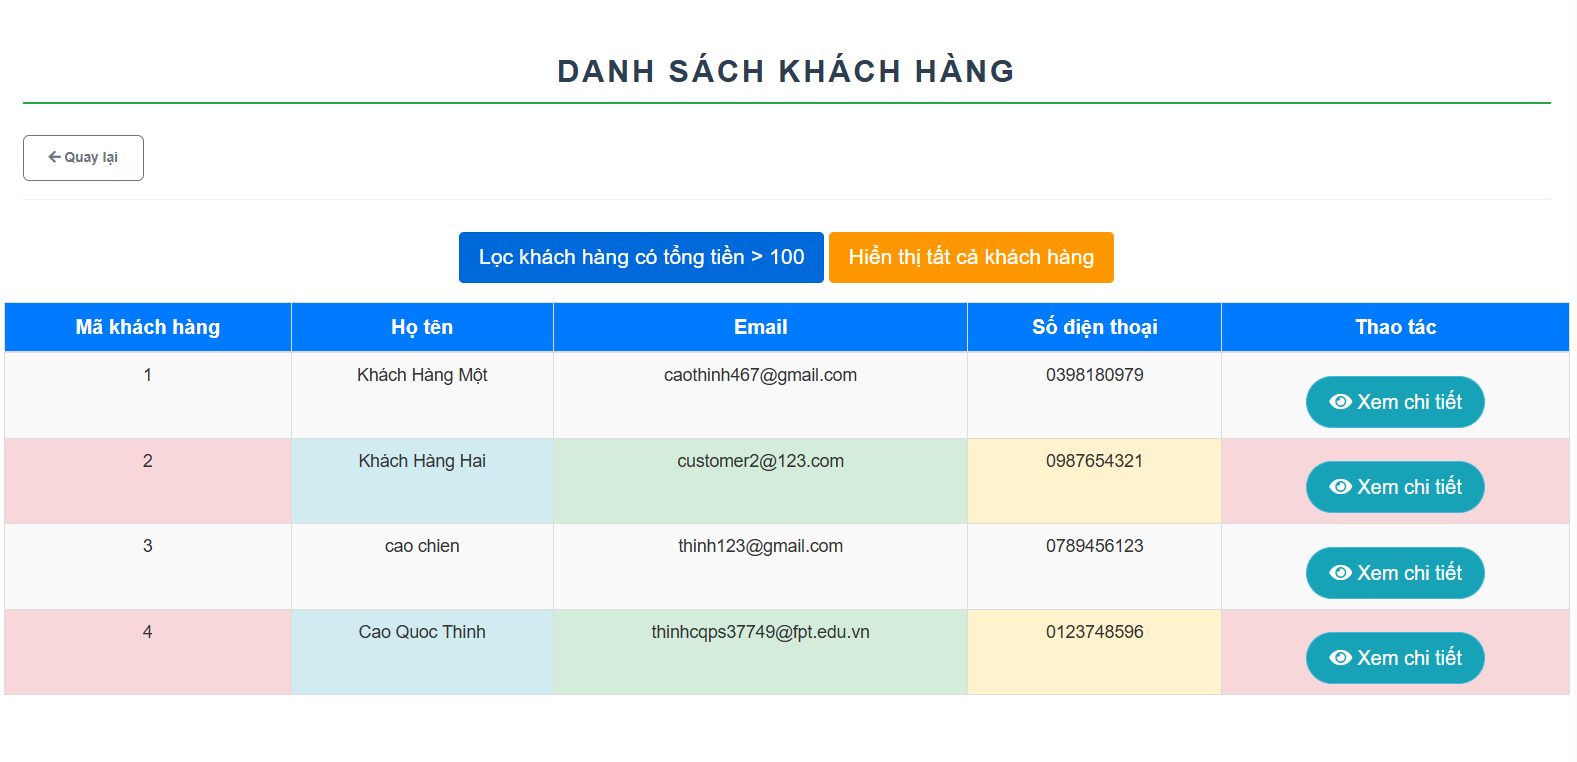 DANH SÁCH KHÁCH HÀNG
Quay lại
Lọc khách hàng có tổng tiền > 100 Hiển thị tất cả khách hàng
Mã khách hàng Họ tên Email Số điện thoại Thao tác
1 Khách Hàng Một caothinh467@gmail.com 0398180979 Xem chi tiết
2 Khách Hàng Hai customer2@123.com 0987654321 Xem chi tiết
3 cao chien thinh123@gmail.com 0789456123 Xem chi tiết
4 Cao Quoc Thinh thinhcqps37749@fpt.edu.vn 0123748596 Xem chi tiết